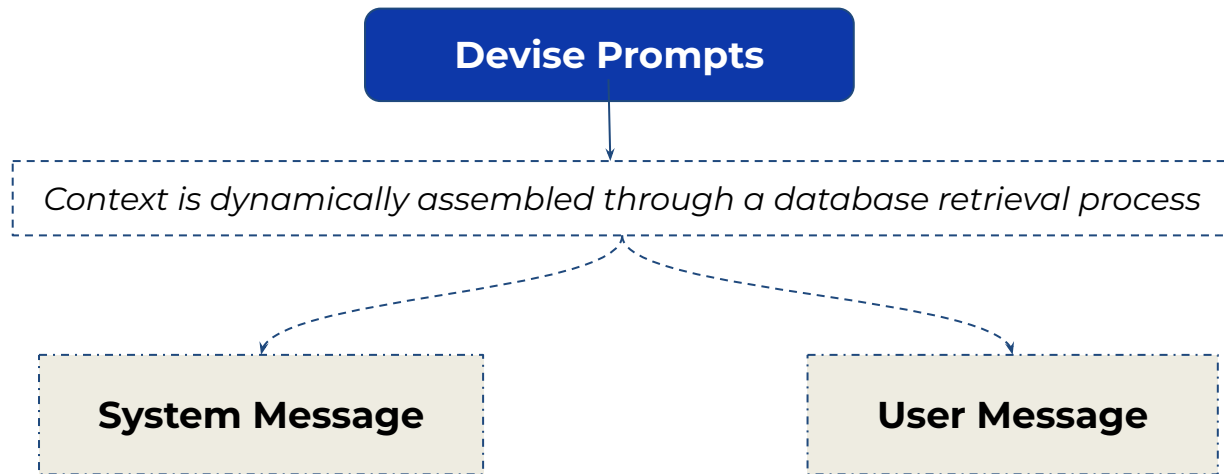 Devise Prompts
Context is dynamically assembled through a database retrieval process
System Message
User Message